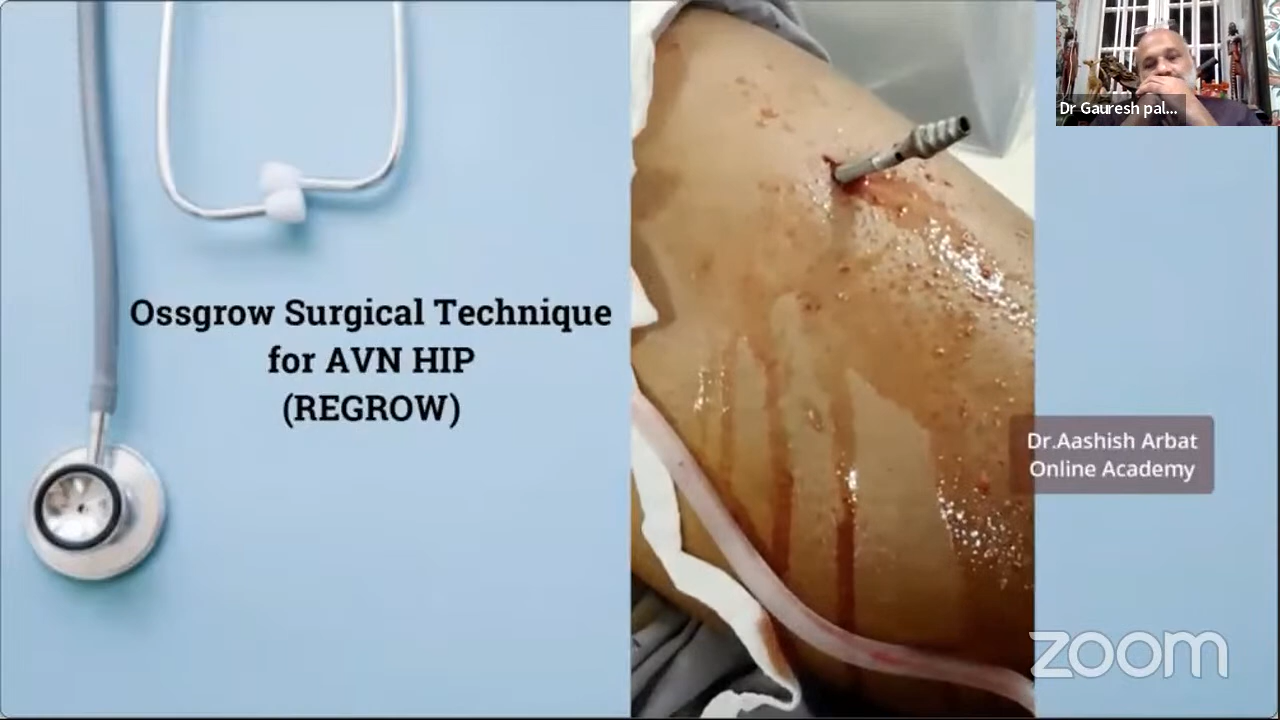 Dr Gauresh pal...
Ossgrow Surgical Technique
for AVN HIP
(REGROW)
Dr.Aashish Arbat
Online Academy
zoom